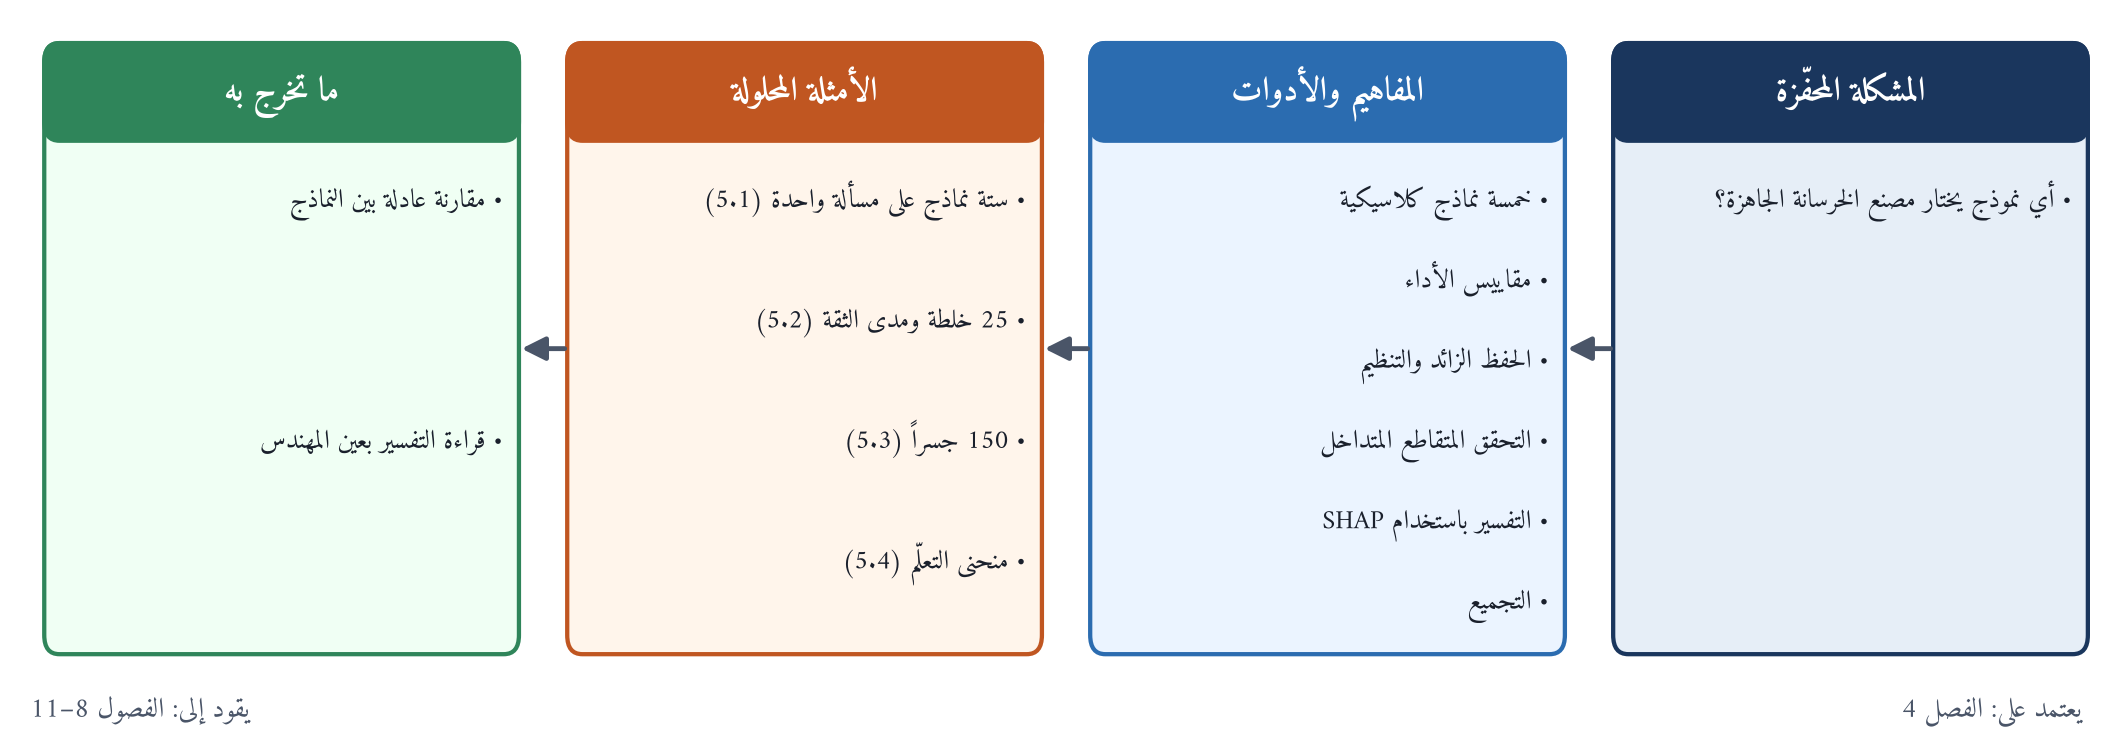 المشكلة المحفّزة
• أي نموذج يختار مصنع الخرسانة الجاهزة؟
المفاهيم والأدوات
• خمسة نماذج كلاسيكية
• مقاييس الأداء
• الحفظ الزائد والتنظيم
• التحقق المتقاطع المتداخل
• التفسير باستخدام SHAP
• التجميع
الأمثلة المحلولة
• ستة نماذج على مسألة واحدة (5.1)
• 25 خلطة ومدى الثقة (5.2)
• 150 جسراً (5.3)
• منحنى التعلّم (5.4)
ما تخرج به
• مقارنة عادلة بين النماذج
• قراءة التفسير بعين المهندس
يعتمد على: الفصل 4
يقود إلى: الفصول 8–11